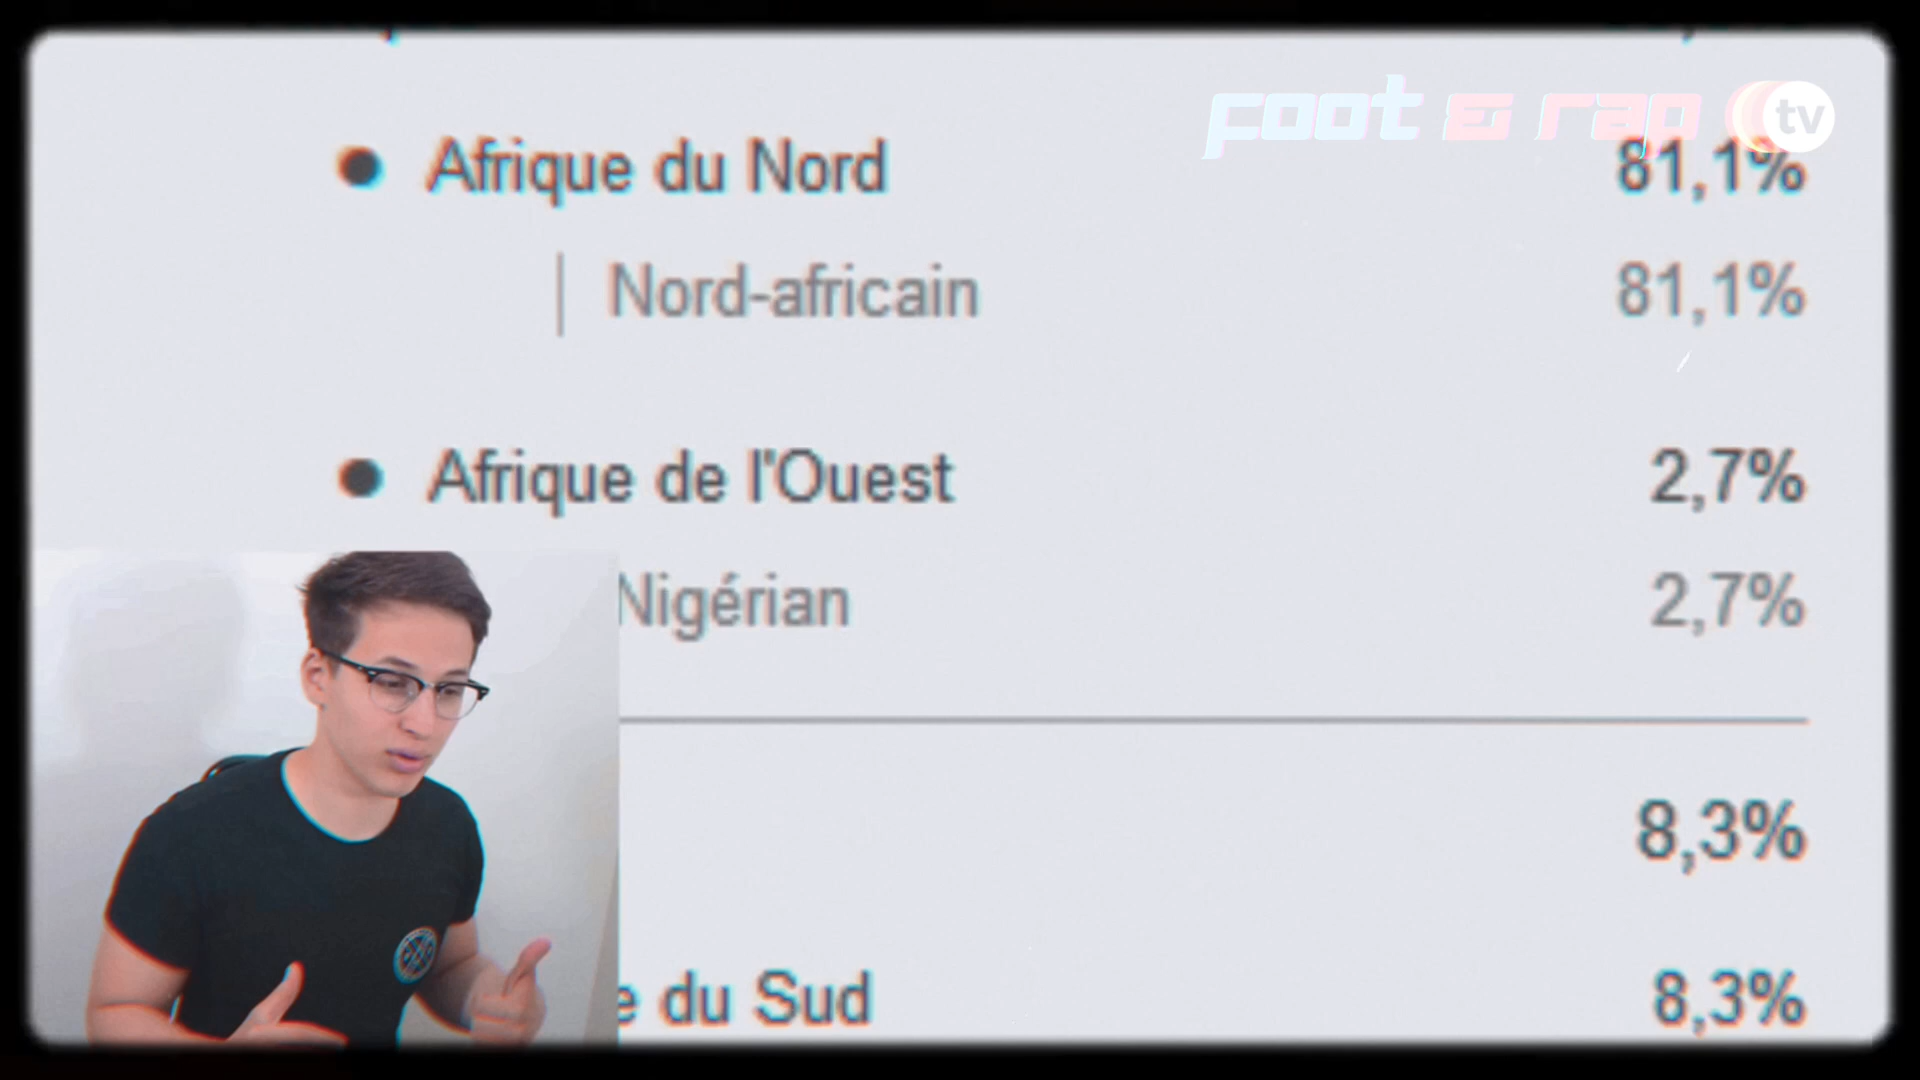 foot & rap tv
Afrique du Nord 81,1%
Nord-africain 81,1%
Afrique de l'Ouest 2,7%
Nigérian 2,7%
8,3%
e du Sud 8,3%